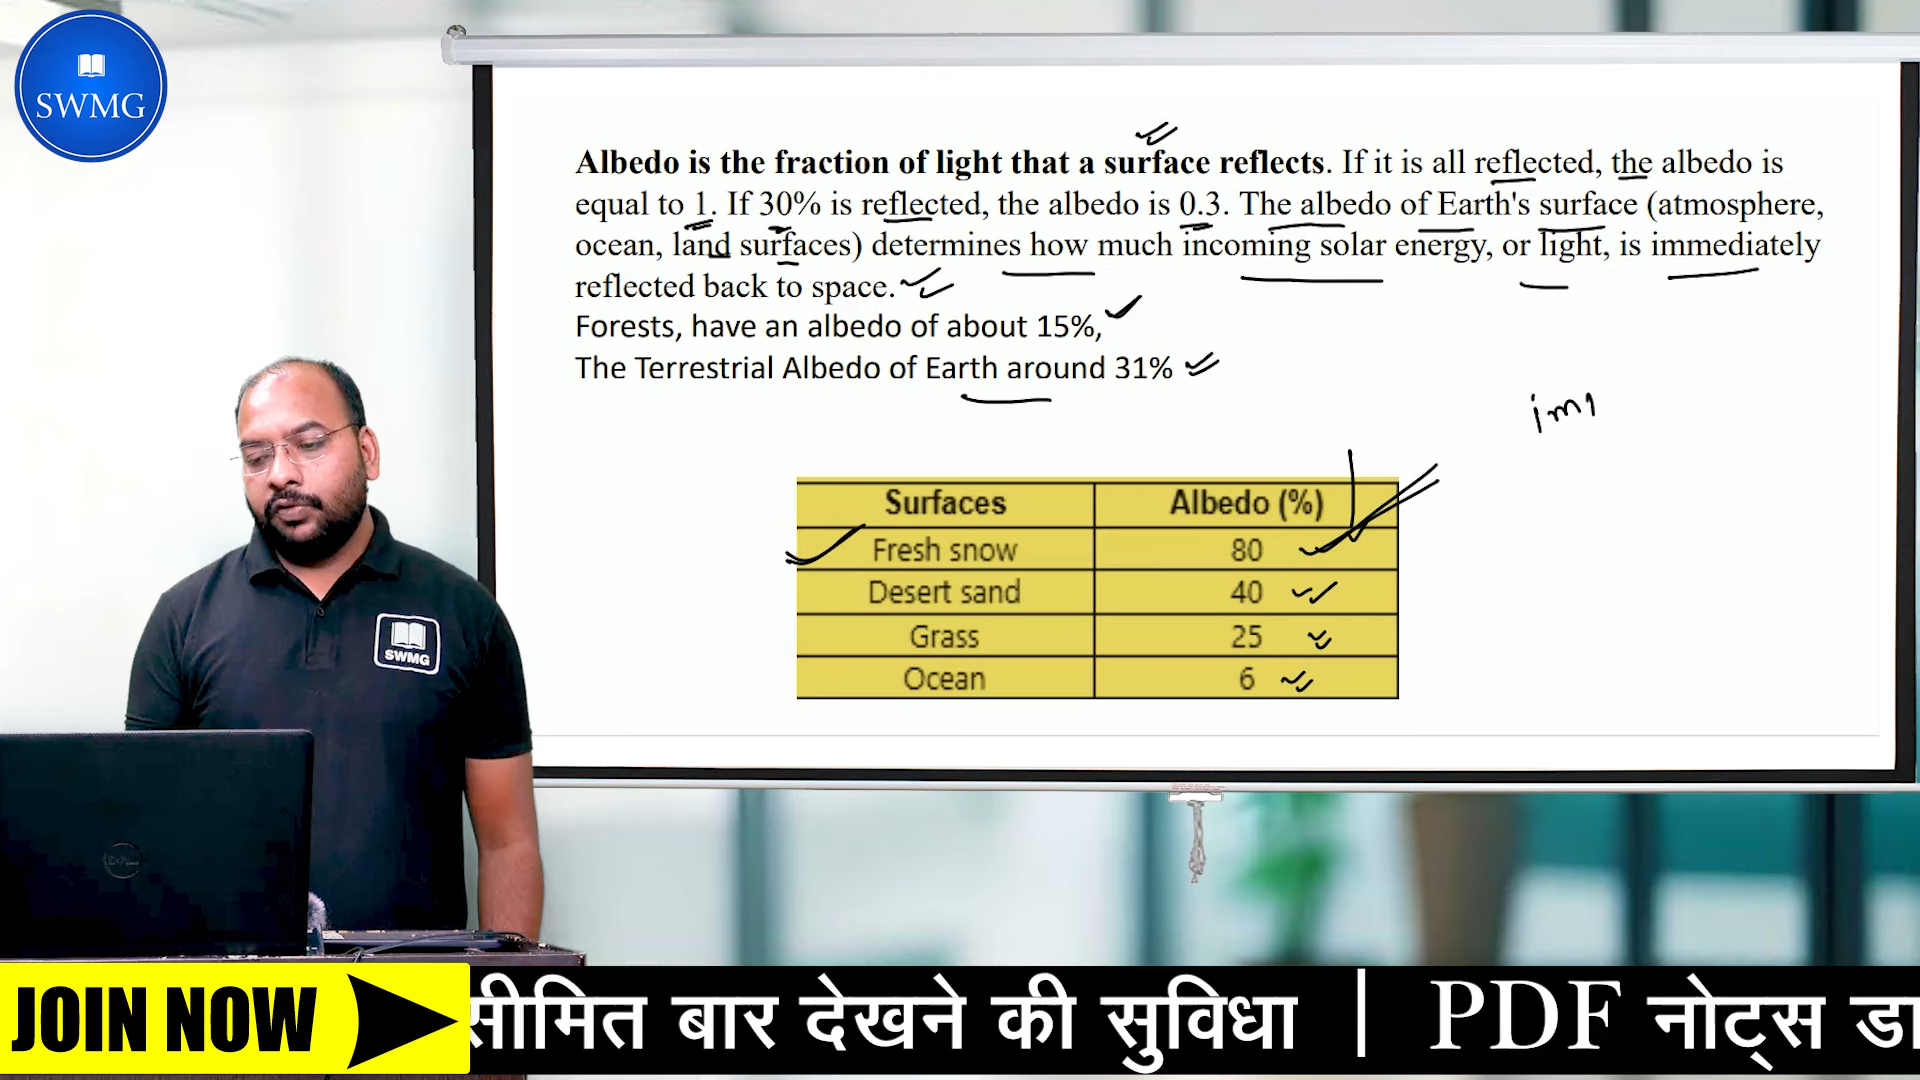 SWMG
Albedo is the fraction of light that a surface reflects. If it is all reflected, the albedo is
equal to 1. If 30% is reflected, the albedo is 0.3. The albedo of Earth's surface (atmosphere,
ocean, land surfaces) determines how much incoming solar energy, or light, is immediately
reflected back to space.
Forests, have an albedo of about 15%,
The Terrestrial Albedo of Earth around 31%
Surfaces Albedo (%)
Fresh snow 80
Desert sand 40
Grass 25
Ocean 6
SWMG
DELL
JOIN NOW
सीमित बार देखने की सुविधा | PDF नोट्स डा